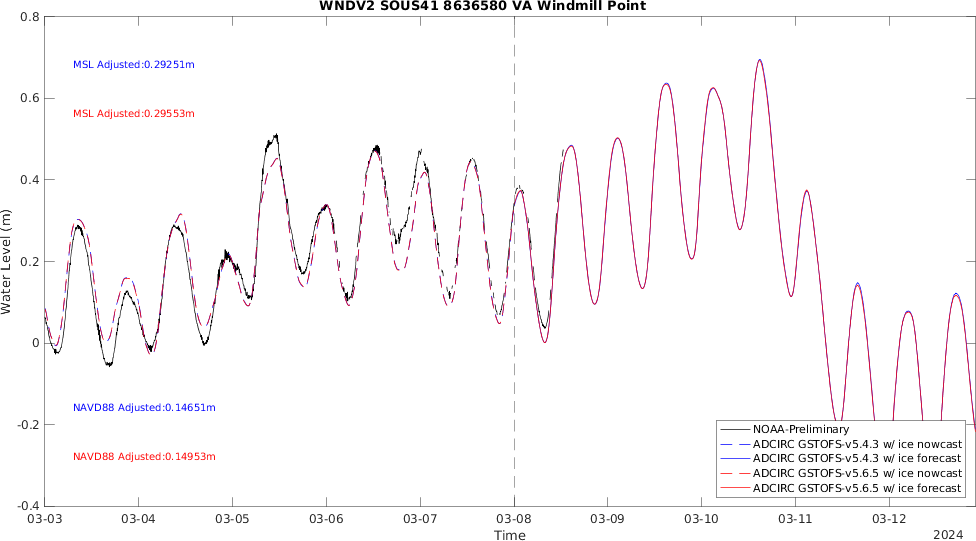 WNDV2 SOUS41 8636580 VA Windmill Point
0.8
0.6
0.4
0.2
0
-0.2
-0.4
Water Level (m)
MSL Adjusted:0.29251m
MSL Adjusted:0.29553m
NAVD88 Adjusted:0.14651m
NAVD88 Adjusted:0.14953m
NOAA-Preliminary
ADCIRC GSTOFS-v5.4.3 w/ ice nowcast
ADCIRC GSTOFS-v5.4.3 w/ ice forecast
ADCIRC GSTOFS-v5.6.5 w/ ice nowcast
ADCIRC GSTOFS-v5.6.5 w/ ice forecast
03-03 03-04 03-05 03-06 03-07 03-08 03-09 03-10 03-11 03-12
Time
2024